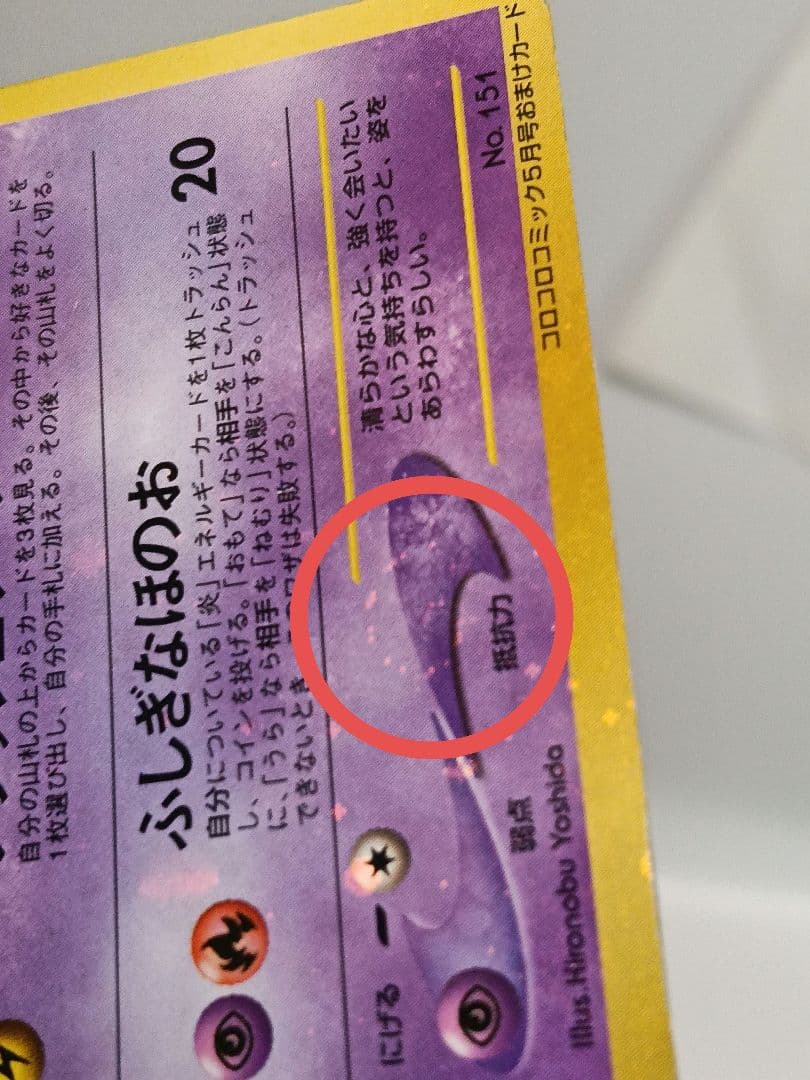 自分の山札の上からカードを3枚見る。その中から好きなカードを
1枚選び出し、自分の手札に加える。その後、その山札をよく切る。
ふしぎなほのお 20
自分についている「炎」エネルギーカードを1枚トラッシュ
し、コインを投げる。「おもて」なら相手を「こんらん」状態
に、「うら」なら相手を「ねむり」状態にする。(トラッシュ
できないとき、 ワザは失敗する。)
にげる
清らかな心と、強く会いたい
という気持ちを持つと、姿を
あらわすらしい。
弱点
抵抗力
No. 151
Illus. Hironobu Yoshida
コロコロコミック5月号おまけカード